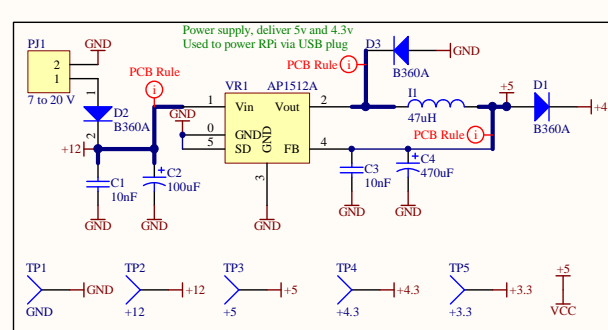 Power supply, deliver 5v and 4.3v
Used to power RPi via USB plug
PJ1
2
1
GND
7 to 20 V
1
D2
B360A
2
+12
PCB Rule
i
C1
10nF
GND
C2
100uF
GND
GND
VR1
AP1512A
1
Vin
Vout
2
0
GND
5
SD
GND
FB
4
3
GND
PCB Rule
i
D3
B360A
GND
I1
47uH
PCB Rule
i
+5
D1
B360A
+4
C3
10nF
GND
C4
470uF
GND
TP1
GND
GND
TP2
+12
+12
TP3
+5
+5
TP4
+4.3
+4.3
TP5
+3.3
+3.3
+5
VCC